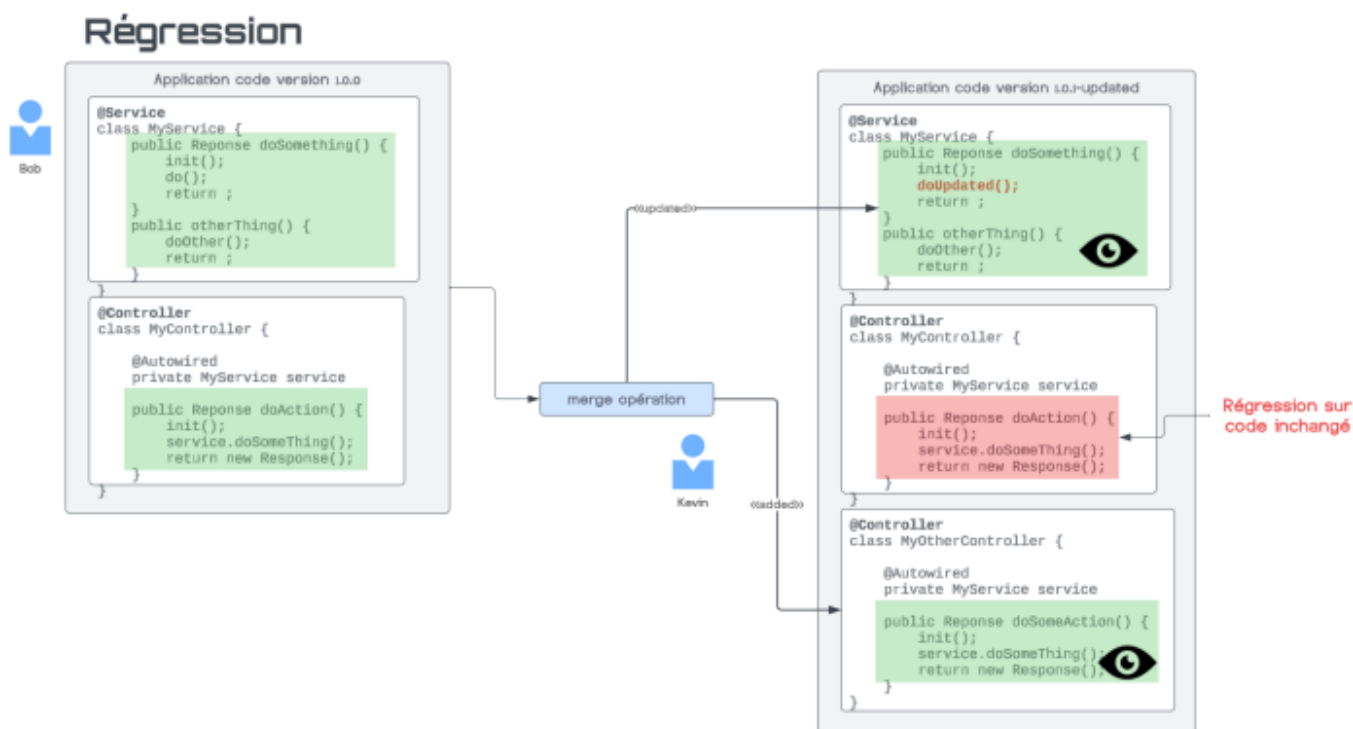 Régression
Application code version 1.0.0
Bob
@Service
class MyService {
public Reponse doSomething() {
init();
do();
return ;
}
public otherThing() {
doOther();
return ;
}
}
@Controller
class MyController {
@Autowired
private MyService service
public Reponse doAction() {
init();
service.doSomeThing();
return new Response();
}
}
merge opération
Kevin
«updated»
«added»
Application code version 1.0.1-updated
@Service
class MyService {
public Reponse doSomething() {
init();
doUpdated();
return ;
}
public otherThing() {
doOther();
return ;
}
}
@Controller
class MyController {
@Autowired
private MyService service
public Reponse doAction() {
init();
service.doSomeThing();
return new Response();
}
}
Régression sur
code inchangé
@Controller
class MyOtherController {
@Autowired
private MyService service
public Reponse doSomeAction() {
init();
service.doSomeThing();
return new Response();
}
}